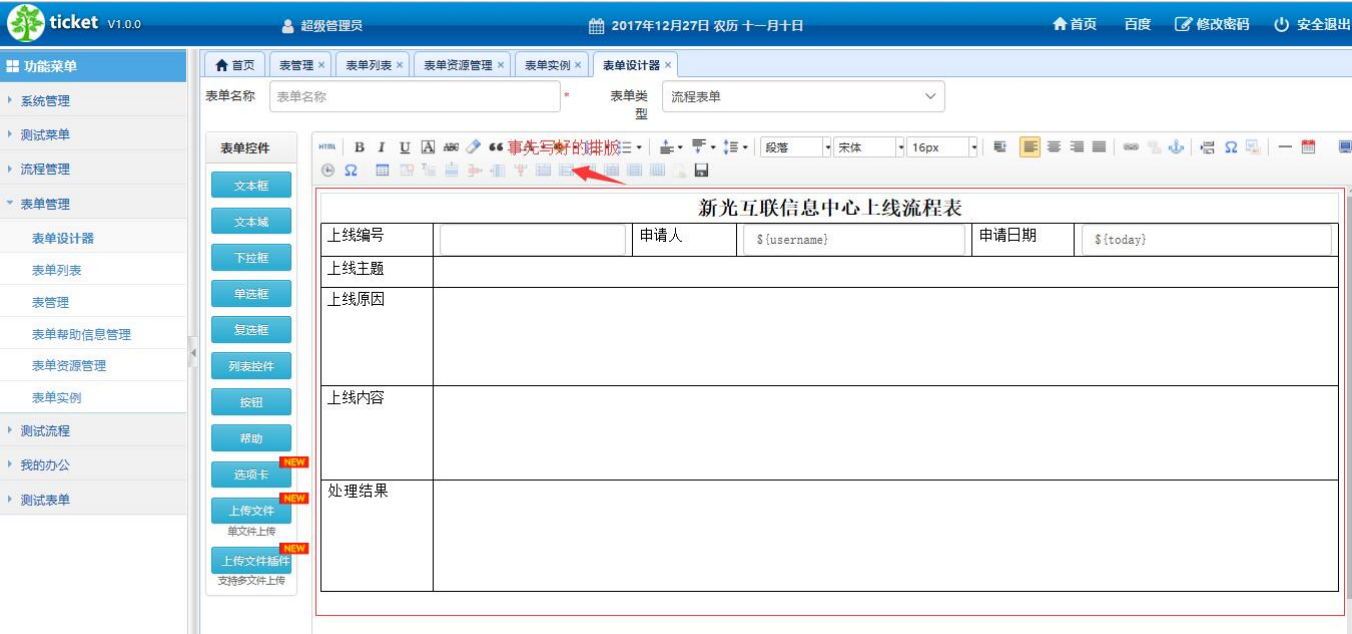 ticket V1.0.0
超级管理员
2017年12月27日 农历 十一月十日
首页 百度 修改密码 安全退出
功能菜单
系统管理
测试菜单
流程管理
表单管理
表单设计器
表单列表
表管理
表单帮助信息管理
表单资源管理
表单实例
测试流程
我的办公
测试表单
首页 表管理 × 表单列表 × 表单资源管理 × 表单实例 × 表单设计器 ×
表单名称 表单名称 * 表单类型 流程表单
表单控件
文本框
文本域
下拉框
单选框
复选框
列表控件
按钮
帮助
选项卡 NEW
上传文件 NEW
单文件上传
上传文件插件 NEW
支持多文件上传
HTML B I U A ABC 事先写好的排版 段落 宋体 16px
新光互联信息中心上线流程表
上线编号 申请人 ${username} 申请日期 ${today}
上线主题
上线原因
上线内容
处理结果